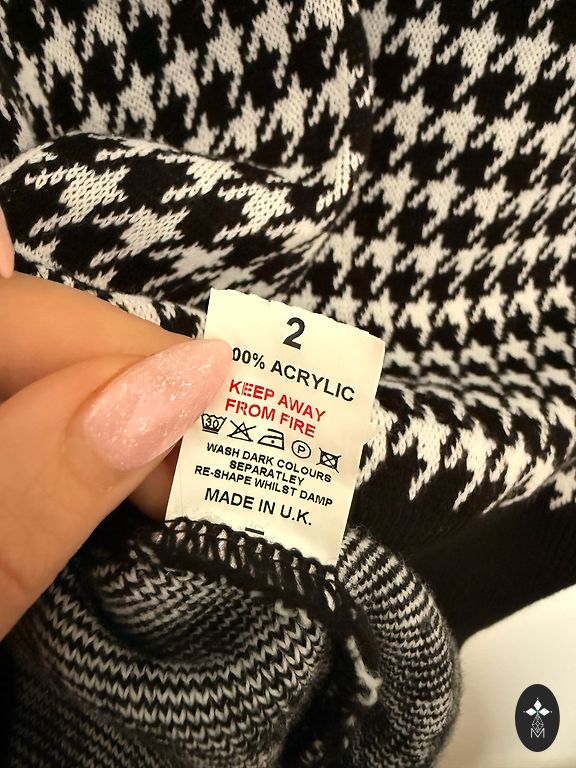 2
00% ACRYLIC
KEEP AWAY
FROM FIRE
30 P
WASH DARK COLOURS
SEPARATLEY
RE-SHAPE WHILST DAMP
MADE IN U.K.
M